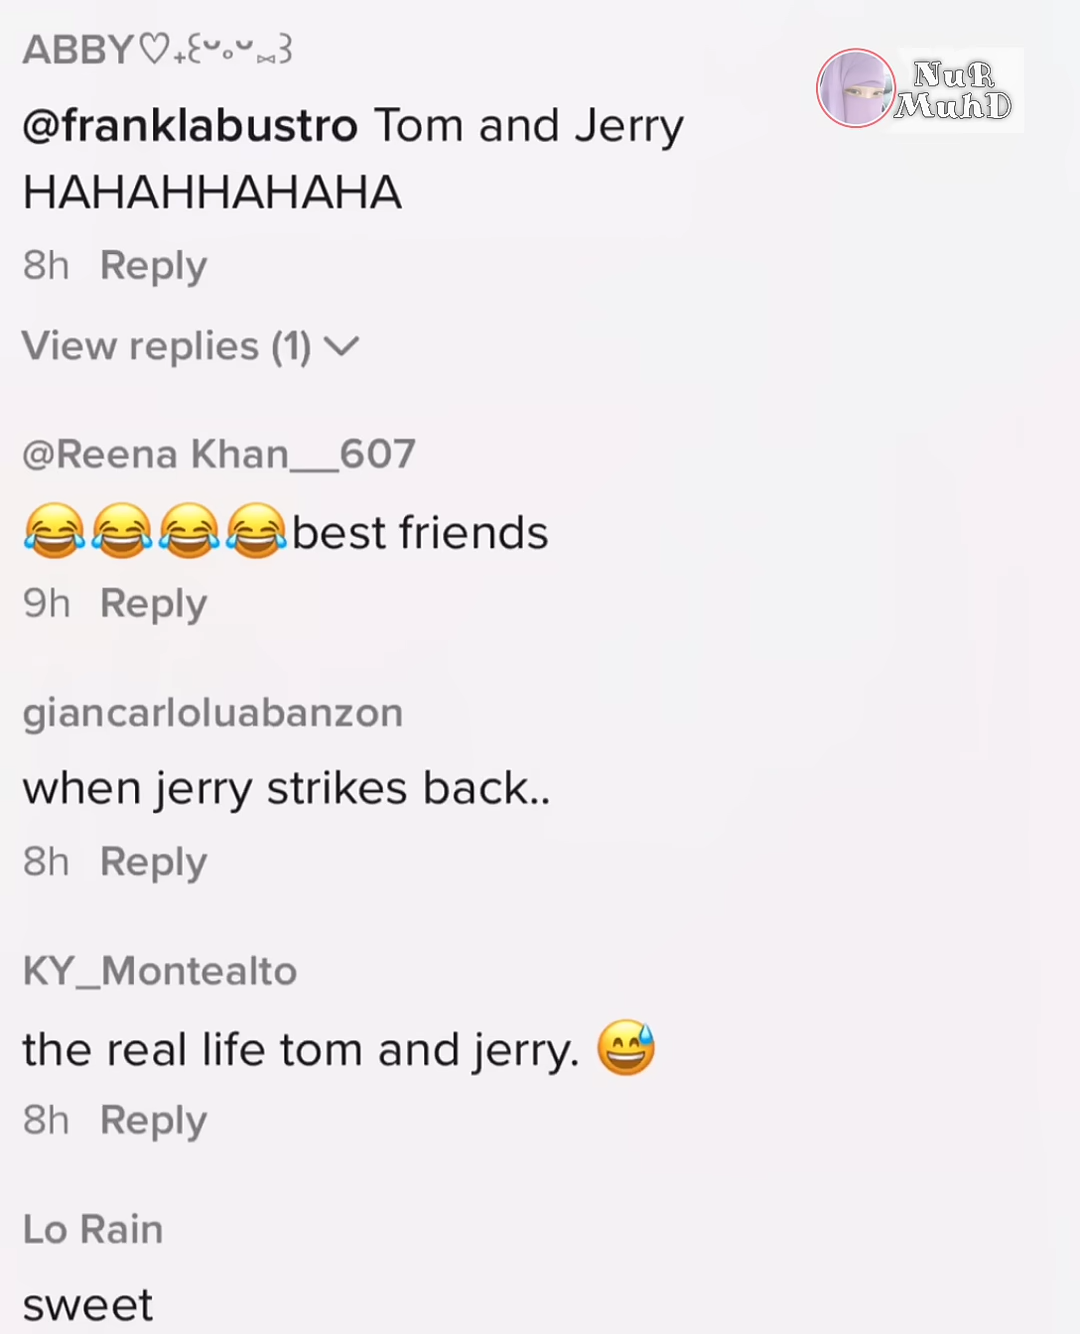 ABBY♡₊꒰ᵕ｡ᵕ⑅꒱
NuR
MuhD
@franklabustro Tom and Jerry
HAHAHHAHAHA
8h Reply
View replies (1)
@Reena Khan__607
😂😂😂😂best friends
9h Reply
giancarloluabanzon
when jerry strikes back..
8h Reply
KY_Montealto
the real life tom and jerry. 😅
8h Reply
Lo Rain
sweet